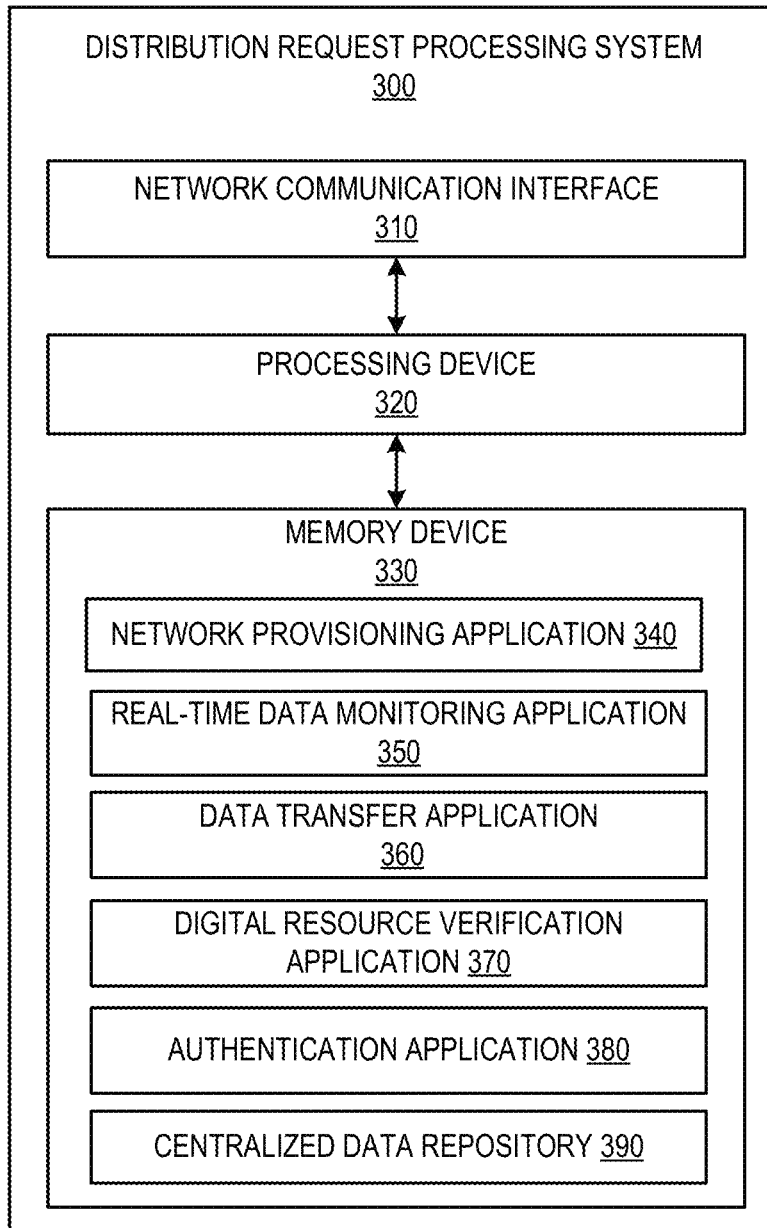 DISTRIBUTION REQUEST PROCESSING SYSTEM
300
NETWORK COMMUNICATION INTERFACE
310
PROCESSING DEVICE
320
MEMORY DEVICE
330
NETWORK PROVISIONING APPLICATION 340
REAL-TIME DATA MONITORING APPLICATION
350
DATA TRANSFER APPLICATION
360
DIGITAL RESOURCE VERIFICATION
APPLICATION 370
AUTHENTICATION APPLICATION 380
CENTRALIZED DATA REPOSITORY 390